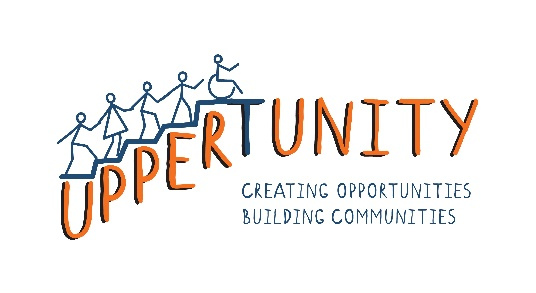 UPPERTUNITY
CREATING OPPORTUNITIES
BUILDING COMMUNITIES